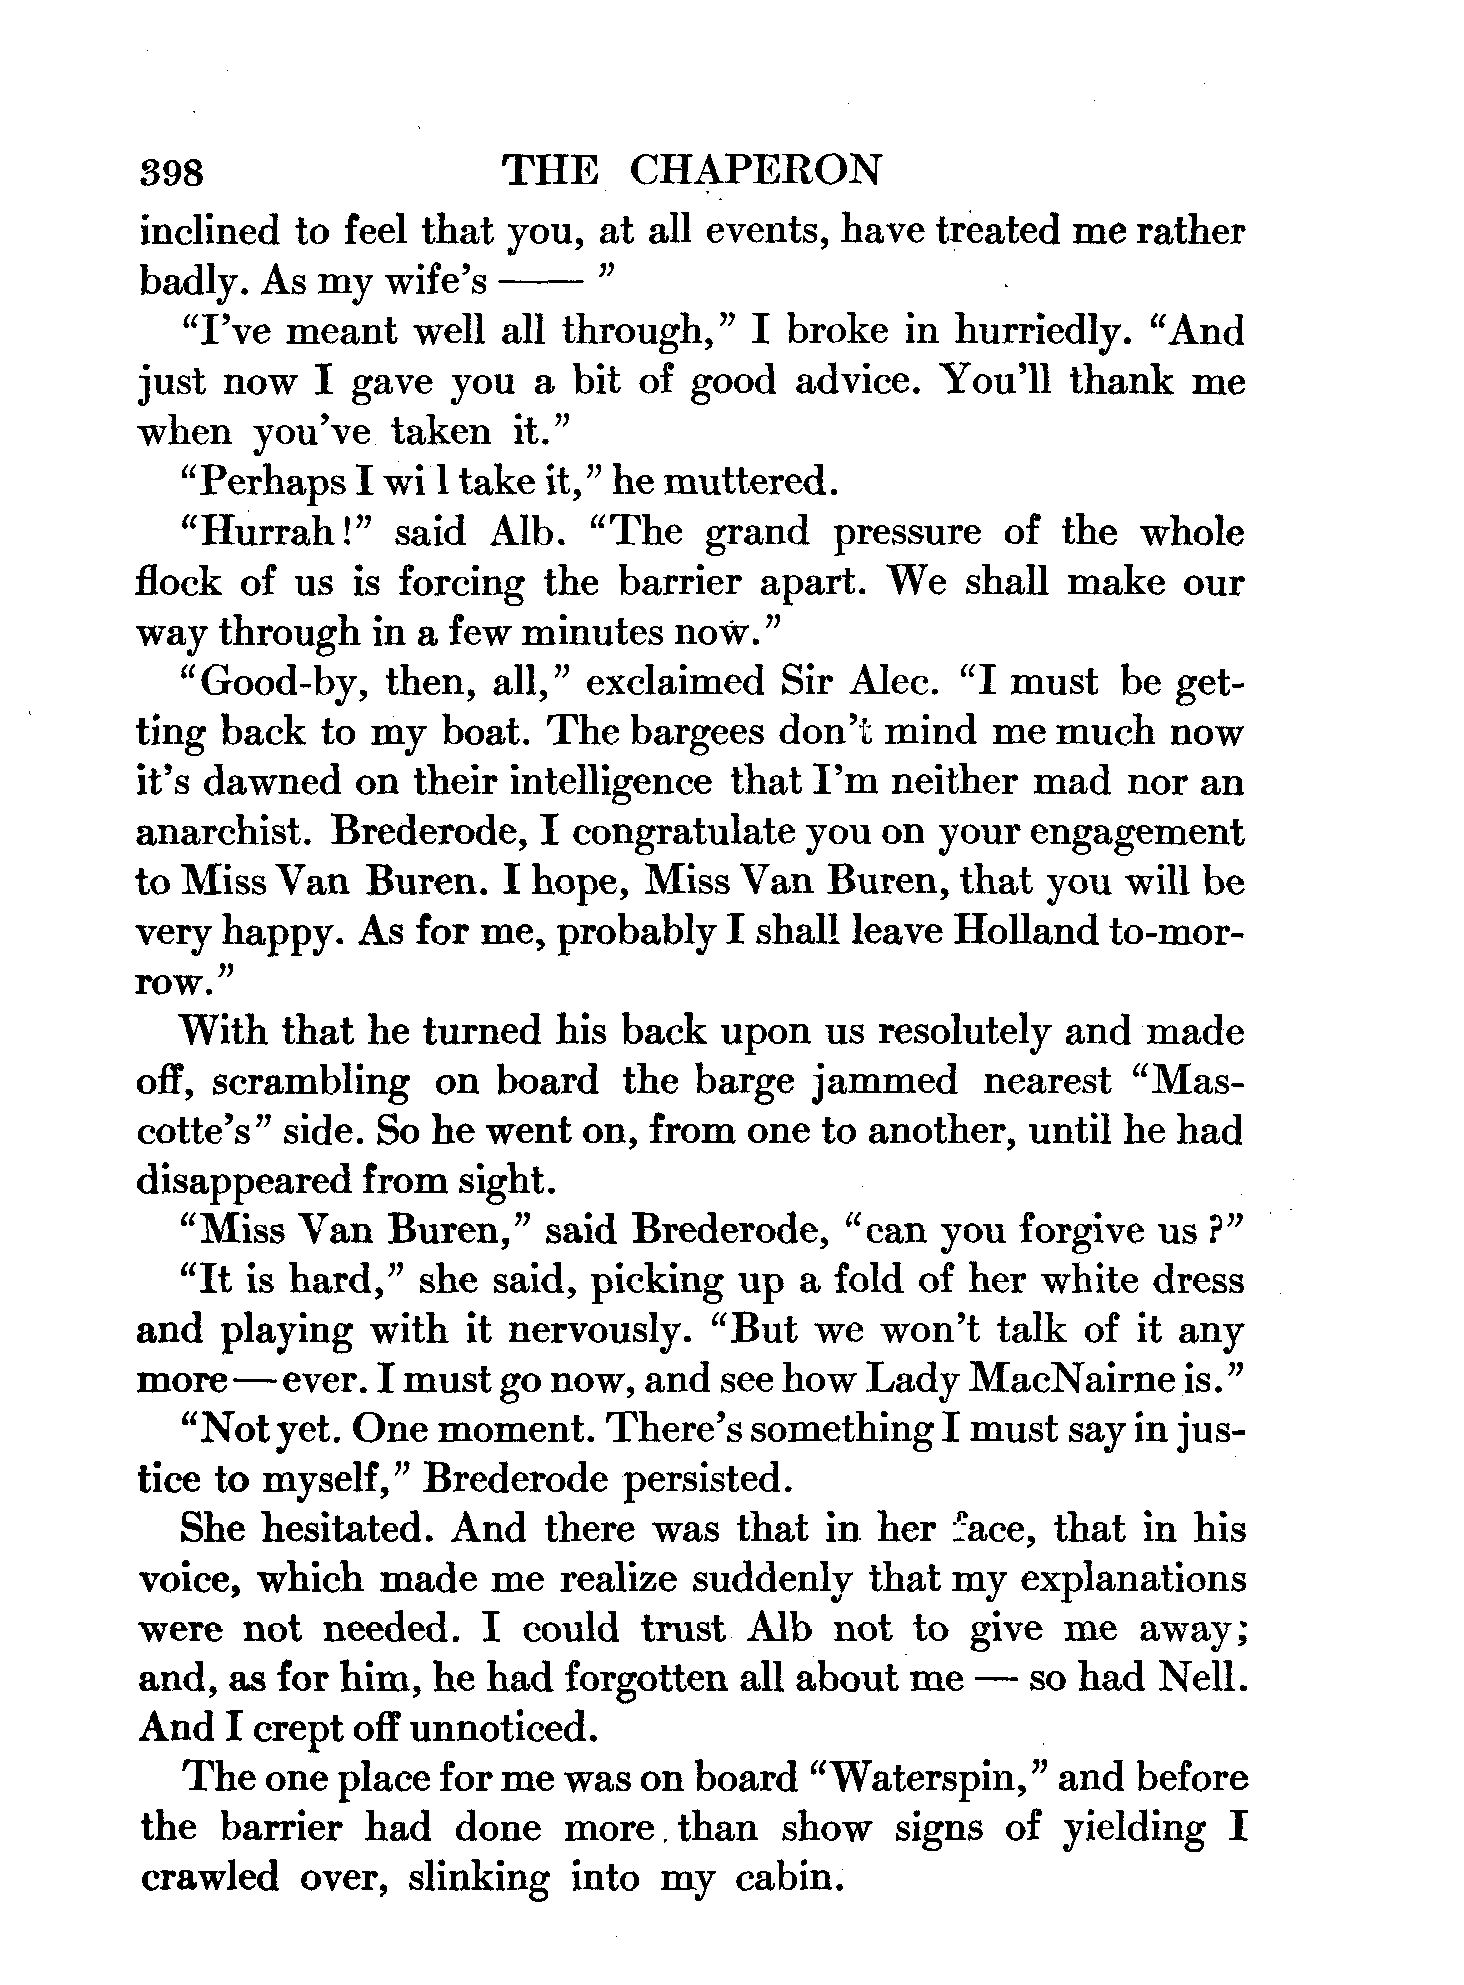 398 THE CHAPERON
inclined to feel that you, at all events, have treated me rather
badly. As my wife's —— "
"I've meant well all through," I broke in hurriedly. "And
just now I gave you a bit of good advice. You'll thank me
when you've taken it."
"Perhaps I wi l take it," he muttered.
"Hurrah!" said Alb. "The grand pressure of the whole
flock of us is forcing the barrier apart. We shall make our
way through in a few minutes now."
"Good-by, then, all," exclaimed Sir Alec. "I must be get-
ting back to my boat. The bargees don't mind me much now
it's dawned on their intelligence that I'm neither mad nor an
anarchist. Brederode, I congratulate you on your engagement
to Miss Van Buren. I hope, Miss Van Buren, that you will be
very happy. As for me, probably I shall leave Holland to-mor-
row."
With that he turned his back upon us resolutely and made
off, scrambling on board the barge jammed nearest "Mas-
cotte's" side. So he went on, from one to another, until he had
disappeared from sight.
"Miss Van Buren," said Brederode, "can you forgive us?"
"It is hard," she said, picking up a fold of her white dress
and playing with it nervously. "But we won't talk of it any
more—ever. I must go now, and see how Lady MacNairne is."
"Not yet. One moment. There's something I must say in jus-
tice to myself," Brederode persisted.
She hesitated. And there was that in her face, that in his
voice, which made me realize suddenly that my explanations
were not needed. I could trust Alb not to give me away;
and, as for him, he had forgotten all about me — so had Nell.
And I crept off unnoticed.
The one place for me was on board "Waterspin," and before
the barrier had done more than show signs of yielding I
crawled over, slinking into my cabin.